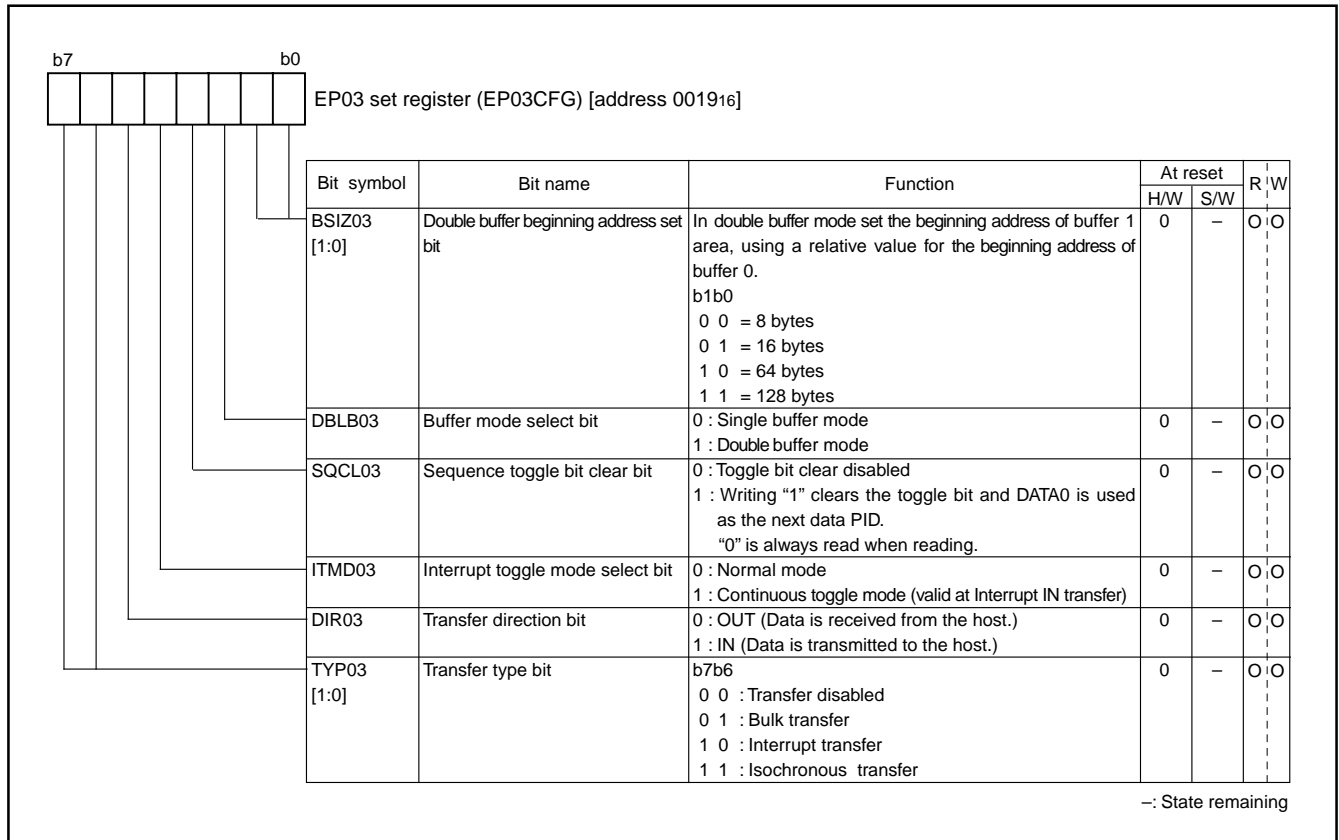 b7 b0
EP03 set register (EP03CFG) [address 0019₁₆]
Bit symbol Bit name Function At reset R W
H/W S/W
BSIZ03 Double buffer beginning address set In double buffer mode set the beginning address of buffer 1 0 – O O
[1:0] bit area, using a relative value for the beginning address of
buffer 0.
b1b0
0 0 = 8 bytes
0 1 = 16 bytes
1 0 = 64 bytes
1 1 = 128 bytes
DBLB03 Buffer mode select bit 0 : Single buffer mode 0 – O O
1 : Double buffer mode
SQCL03 Sequence toggle bit clear bit 0 : Toggle bit clear disabled 0 – O O
1 : Writing “1” clears the toggle bit and DATA0 is used
as the next data PID.
“0” is always read when reading.
ITMD03 Interrupt toggle mode select bit 0 : Normal mode 0 – O O
1 : Continuous toggle mode (valid at Interrupt IN transfer)
DIR03 Transfer direction bit 0 : OUT (Data is received from the host.) 0 – O O
1 : IN (Data is transmitted to the host.)
TYP03 Transfer type bit b7b6 0 – O O
[1:0] 0 0 : Transfer disabled
0 1 : Bulk transfer
1 0 : Interrupt transfer
1 1 : Isochronous transfer
–: State remaining